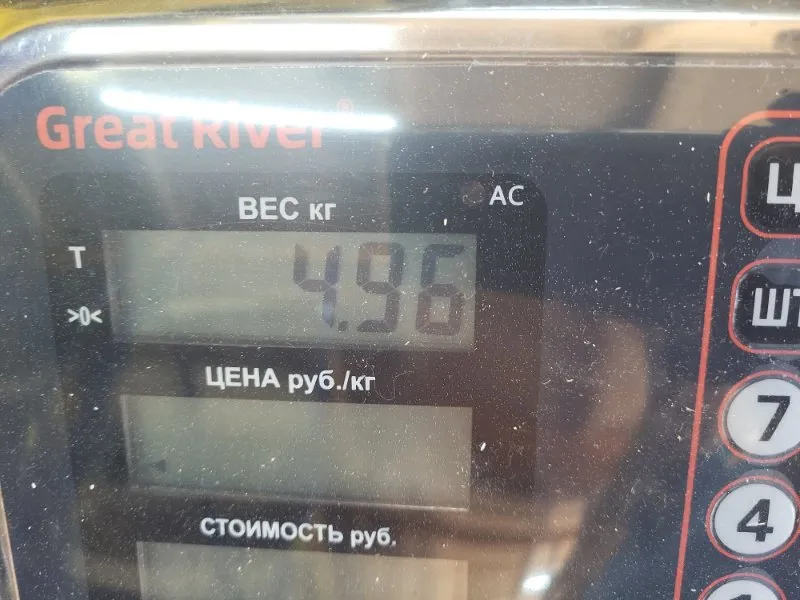 Great River®
AC
ВЕС кг
T
4.96
>0<
ЦЕНА руб./кг
СТОИМОСТЬ руб.
7
4